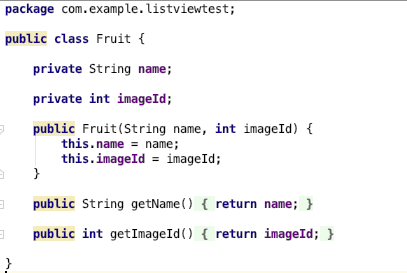 package com.example.listviewtest;
public class Fruit {
private String name;
private int imageId;
public Fruit(String name, int imageId) {
this.name = name;
this.imageId = imageId;
}
public String getName() { return name; }
public int getImageId() { return imageId; }
}